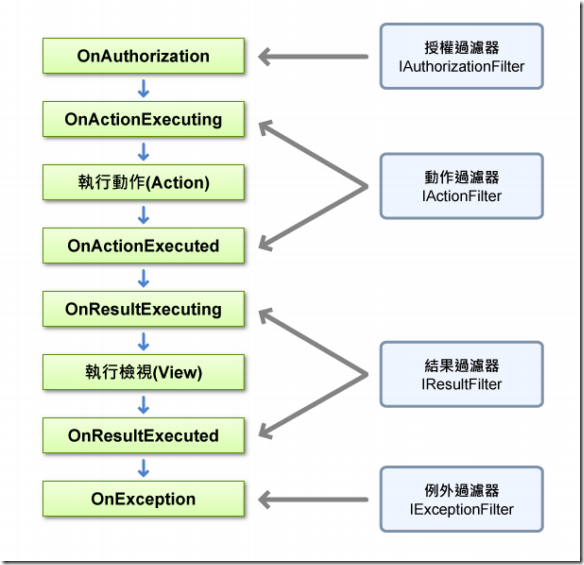 OnAuthorization
OnActionExecuting
執行動作(Action)
OnActionExecuted
OnResultExecuting
執行檢視(View)
OnResultExecuted
OnException
授權過濾器
IAuthorizationFilter
動作過濾器
IActionFilter
結果過濾器
IResultFilter
例外過濾器
IExceptionFilter